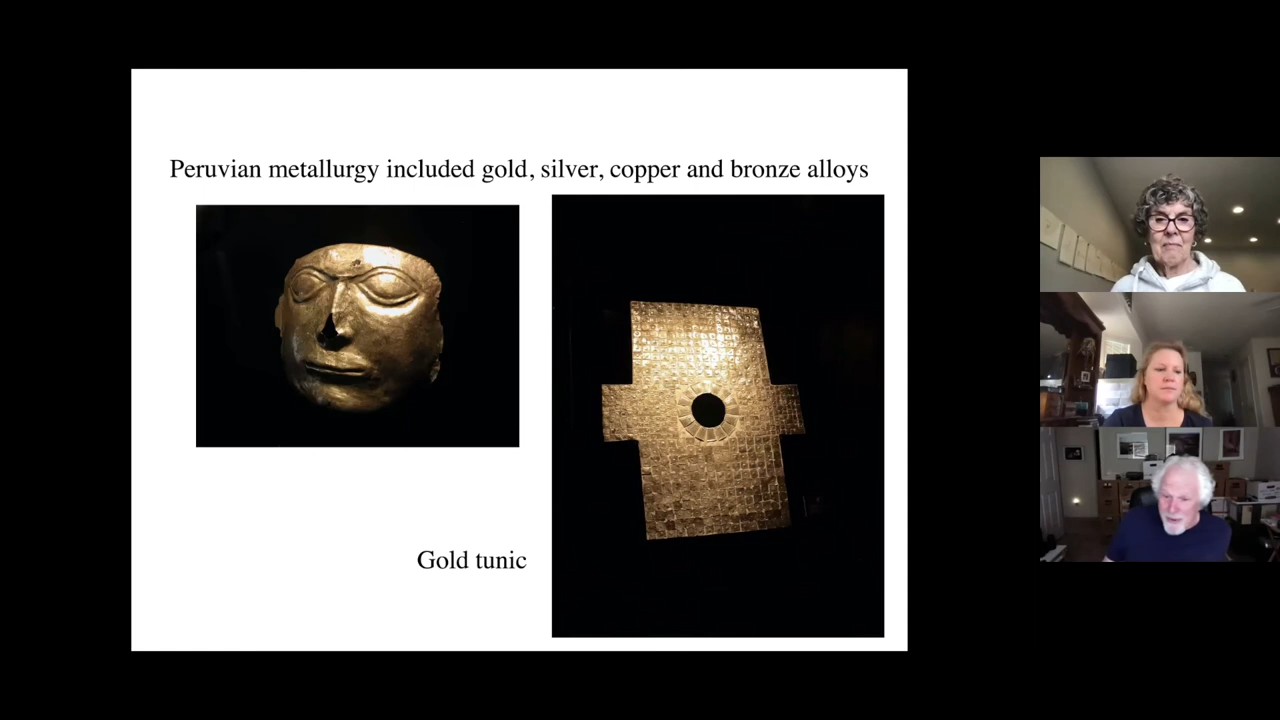 Peruvian metallurgy included gold, silver, copper and bronze alloys
Gold tunic